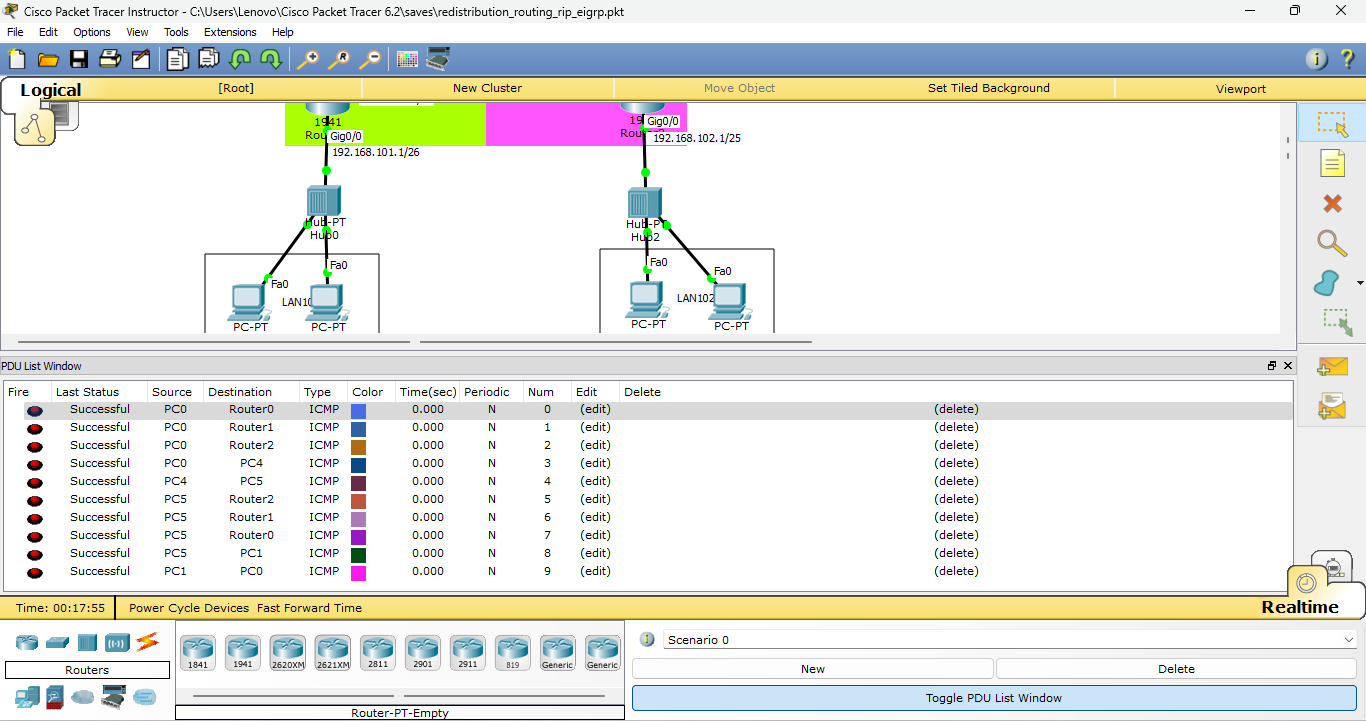 Cisco Packet Tracer Instructor - C:\Users\Lenovo\Cisco Packet Tracer 6.2\saves\redistribution_routing_rip_eigrp.pkt
File Edit Options View Tools Extensions Help
Logical [Root] New Cluster Move Object Set Tiled Background Viewport
1941
Rou
Gig0/0
192.168.101.1/26
19
Gig0/0
Rou
192.168.102.1/25
Hub-PT
Hub0
Hub-PT
Hub2
Fa0
Fa0
LAN10
PC-PT
PC-PT
Fa0
Fa0
LAN102
PC-PT
PC-PT
PDU List Window
Fire Last Status Source Destination Type Color Time(sec) Periodic Num Edit Delete
Successful PC0 Router0 ICMP 0.000 N 0 (edit) (delete)
Successful PC0 Router1 ICMP 0.000 N 1 (edit) (delete)
Successful PC0 Router2 ICMP 0.000 N 2 (edit) (delete)
Successful PC0 PC4 ICMP 0.000 N 3 (edit) (delete)
Successful PC4 PC5 ICMP 0.000 N 4 (edit) (delete)
Successful PC5 Router2 ICMP 0.000 N 5 (edit) (delete)
Successful PC5 Router1 ICMP 0.000 N 6 (edit) (delete)
Successful PC5 Router0 ICMP 0.000 N 7 (edit) (delete)
Successful PC5 PC1 ICMP 0.000 N 8 (edit) (delete)
Successful PC1 PC0 ICMP 0.000 N 9 (edit) (delete)
Time: 00:17:55 Power Cycle Devices Fast Forward Time Realtime
Routers
1841 1941 2620XM 2621XM 2811 2901 2911 819 Generic Generic
Router-PT-Empty
Scenario 0
New Delete
Toggle PDU List Window